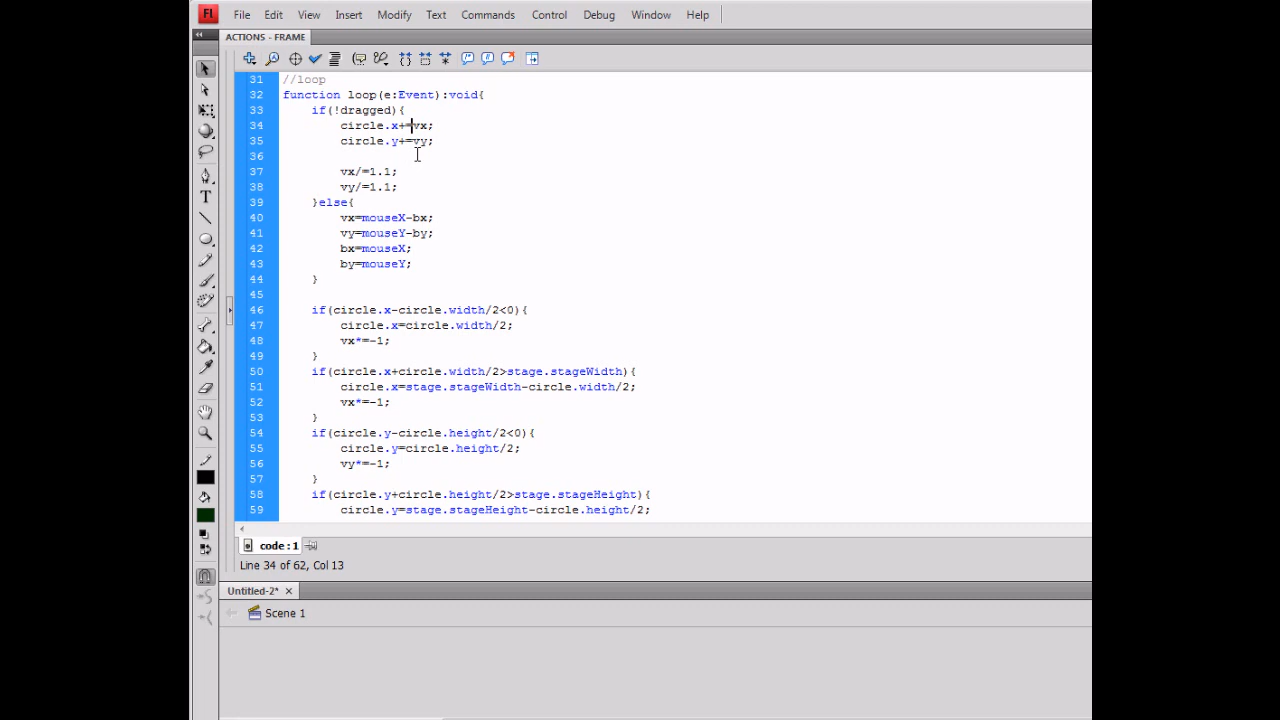 Fl File Edit View Insert Modify Text Commands Control Debug Window Help
ACTIONS - FRAME
31 //loop
32 function loop(e:Event):void{
33 if(!dragged){
34 circle.x+=vx;
35 circle.y+=vy;
36
37 vx/=1.1;
38 vy/=1.1;
39 }else{
40 vx=mouseX-bx;
41 vy=mouseY-by;
42 bx=mouseX;
43 by=mouseY;
44 }
45
46 if(circle.x-circle.width/2<0){
47 circle.x=circle.width/2;
48 vx*=-1;
49 }
50 if(circle.x+circle.width/2>stage.stageWidth){
51 circle.x=stage.stageWidth-circle.width/2;
52 vx*=-1;
53 }
54 if(circle.y-circle.height/2<0){
55 circle.y=circle.height/2;
56 vy*=-1;
57 }
58 if(circle.y+circle.height/2>stage.stageHeight){
59 circle.y=stage.stageHeight-circle.height/2;
code:1
Line 34 of 62, Col 13
Untitled-2*
Scene 1